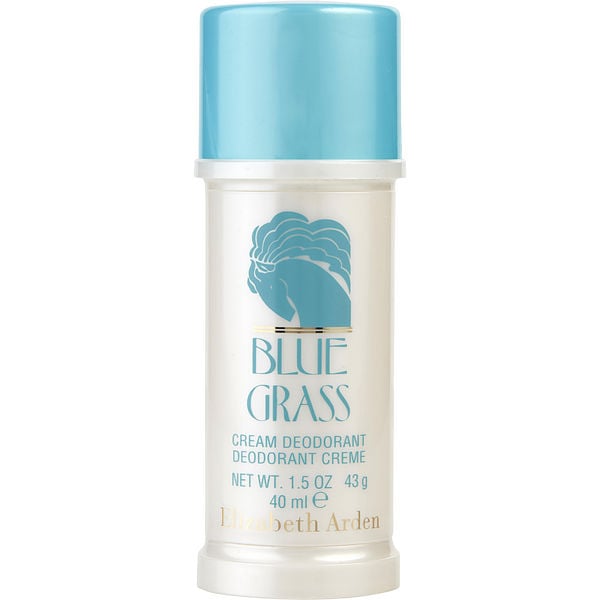 BLUE
GRASS
CREAM DEODORANT
DEODORANT CREME
NET WT. 1.5 OZ 43 g
40 ml e
Elizabeth Arden